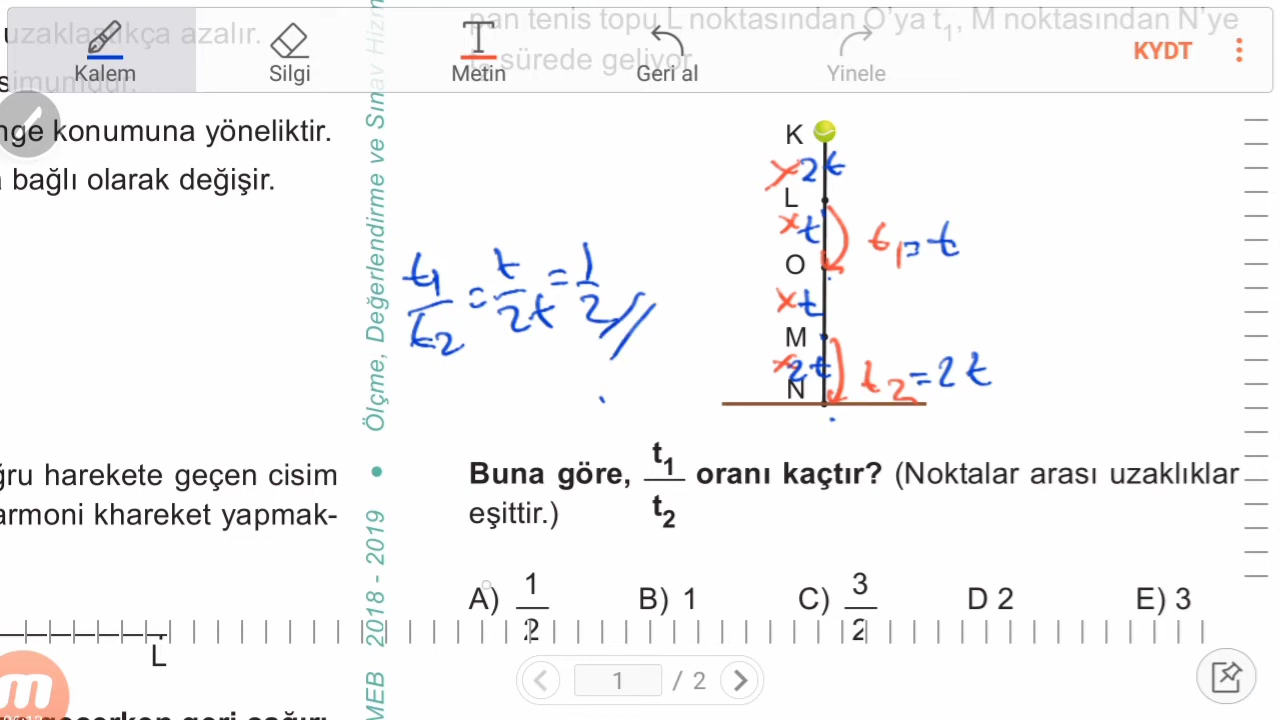 Kalem
Silgi
Metin
Geri al
Yinele
KYDT
uzaklaştıkça azalır.
simumdur.
nge konumuna yöneliktir.
a bağlı olarak değişir.
ğru harekete geçen cisim
armoni khareket yapmak-
L
Ölçme, Değerlendirme ve Sınav Hizm
2018 - 2019
MEB
pan tenis topu L noktasından O'ya t1, M noktasından N'ye
t2 sürede geliyor.
K
x 2t
L
x t
t1 = t
O
x t
M
x 2t
t2 = 2t
N
t1/t2 = t/2t = 1/2 //
Buna göre, t1/t2 oranı kaçtır? (Noktalar arası uzaklıklar
eşittir.)
A) 1/2 B) 1 C) 3/2 D 2 E) 3
1 / 2